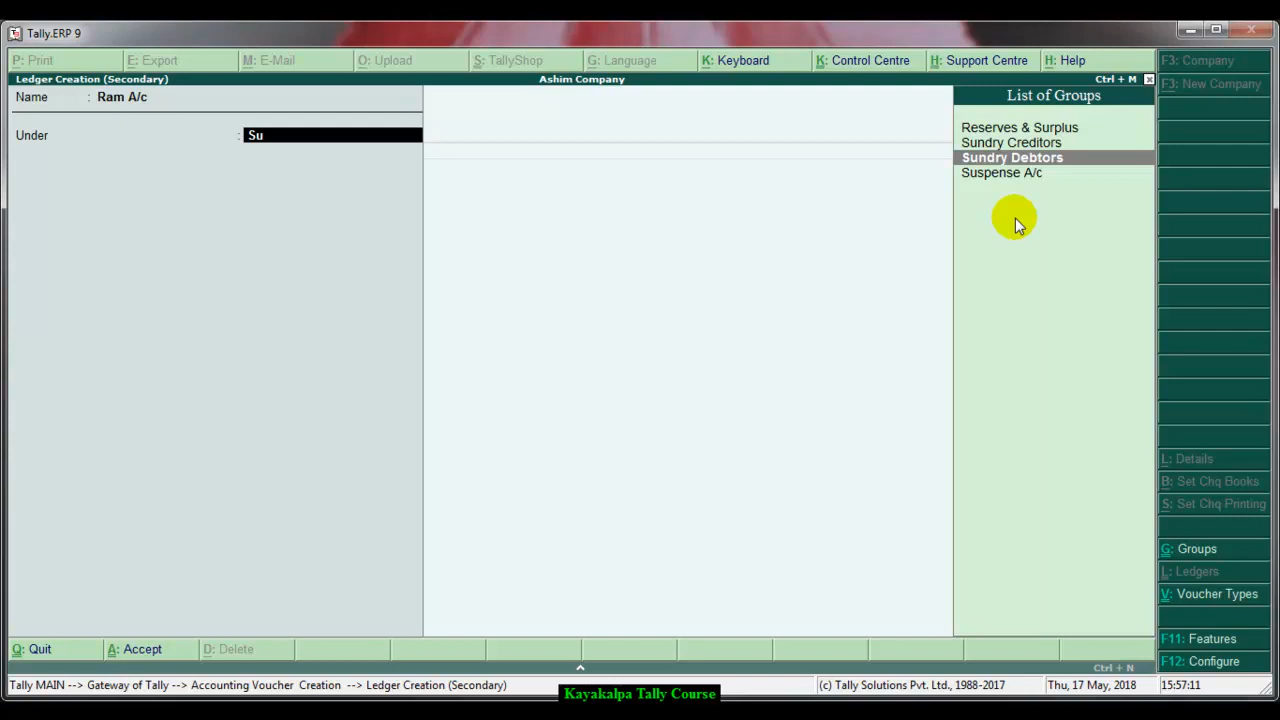 Tally.ERP 9
P: Print
E: Export
M: E-Mail
O: Upload
S: TallyShop
G: Language
K: Keyboard
K: Control Centre
H: Support Centre
H: Help
F3: Company
Ledger Creation (Secondary)
Ashim Company
Ctrl + M
F3: New Company
Name : Ram A/c
List of Groups
Under : Su
Reserves & Surplus
Sundry Creditors
Sundry Debtors
Suspense A/c
L: Details
B: Set Chq Books
S: Set Chq Printing
G: Groups
L: Ledgers
V: Voucher Types
F11: Features
F12: Configure
Q: Quit
A: Accept
D: Delete
Ctrl + N
Tally MAIN --> Gateway of Tally --> Accounting Voucher Creation --> Ledger Creation (Secondary)
(c) Tally Solutions Pvt. Ltd., 1988-2017
Thu, 17 May, 2018
15:57:11
Kayakalpa Tally Course